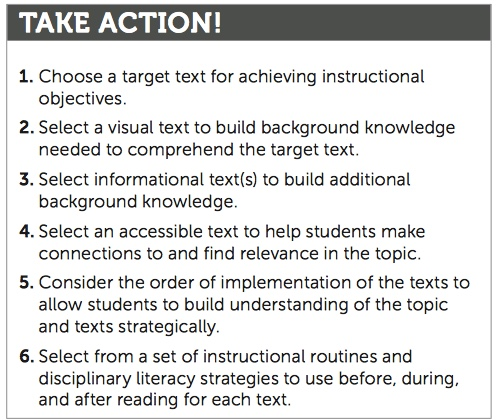 TAKE ACTION!
1. Choose a target text for achieving instructional
objectives.
2. Select a visual text to build background knowledge
needed to comprehend the target text.
3. Select informational text(s) to build additional
background knowledge.
4. Select an accessible text to help students make
connections to and find relevance in the topic.
5. Consider the order of implementation of the texts to
allow students to build understanding of the topic
and texts strategically.
6. Select from a set of instructional routines and
disciplinary literacy strategies to use before, during,
and after reading for each text.